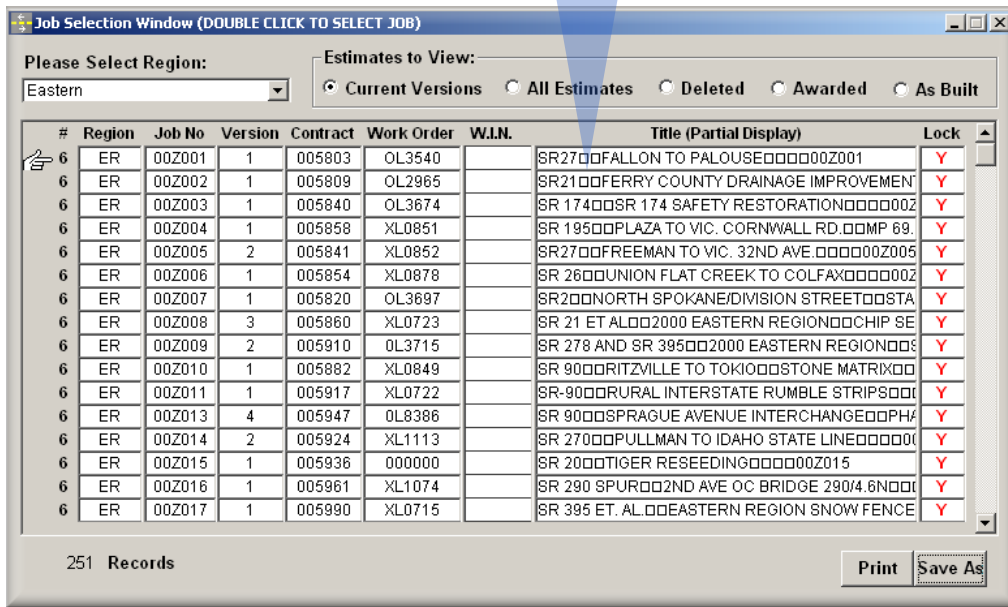 Job Selection Window (DOUBLE CLICK TO SELECT JOB)
Please Select Region:
Eastern
Estimates to View:
Current Versions All Estimates Deleted Awarded As Built
# Region Job No Version Contract Work Order W.I.N. Title (Partial Display) Lock
6 ER 00Z001 1 005803 OL3540 SR27□□FALLON TO PALOUSE□□□□00Z001 Y
6 ER 00Z002 1 005809 OL2965 SR21□□FERRY COUNTY DRAINAGE IMPROVEMEN Y
6 ER 00Z003 1 005840 OL3674 SR 174□□SR 174 SAFETY RESTORATION□□□□00Z Y
6 ER 00Z004 1 005858 XL0851 SR 195□□PLAZA TO VIC. CORNWALL RD.□□MP 69. Y
6 ER 00Z005 2 005841 XL0852 SR27□□FREEMAN TO VIC. 32ND AVE.□□□□00Z005 Y
6 ER 00Z006 1 005854 XL0878 SR 26□□UNION FLAT CREEK TO COLFAX□□□□00Z Y
6 ER 00Z007 1 005820 OL3697 SR2□□NORTH SPOKANE/DIVISION STREET□□STA Y
6 ER 00Z008 3 005860 XL0723 SR 21 ET AL□□2000 EASTERN REGION□□CHIP SE Y
6 ER 00Z009 2 005910 0L3715 SR 278 AND SR 395□□2000 EASTERN REGION□□S Y
6 ER 00Z010 1 005882 XL0849 SR 90□□RITZVILLE TO TOKIO□□STONE MATRIX□□ Y
6 ER 00Z011 1 005917 XL0722 SR-90□□RURAL INTERSTATE RUMBLE STRIPS□□ Y
6 ER 00Z013 4 005947 0L8386 SR 90□□SPRAGUE AVENUE INTERCHANGE□□PHA Y
6 ER 00Z014 2 005924 XL1113 SR 270□□PULLMAN TO IDAHO STATE LINE□□□□00 Y
6 ER 00Z015 1 005936 000000 SR 20□□TIGER RESEEDING□□□□00Z015 Y
6 ER 00Z016 1 005961 XL1074 SR 290 SPUR□□2ND AVE OC BRIDGE 290/4.6N□□ Y
6 ER 00Z017 1 005990 XL0715 SR 395 ET. AL.□□EASTERN REGION SNOW FENCE Y
251 Records
Print Save As